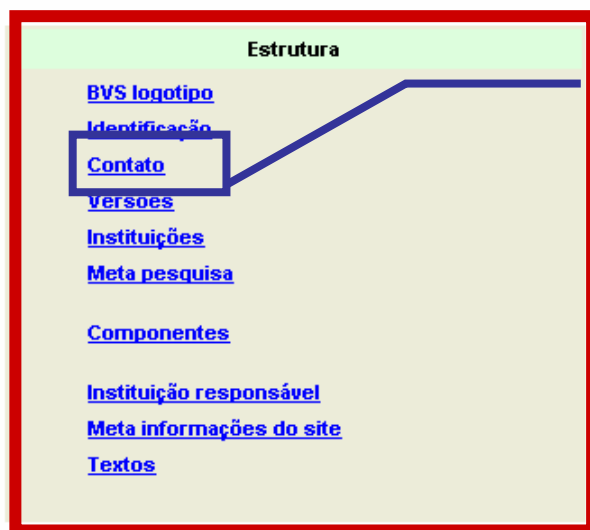 Estrutura
BVS logotipo
Identificação
Contato
Versões
Instituições
Meta pesquisa
Componentes
Instituição responsável
Meta informações do site
Textos